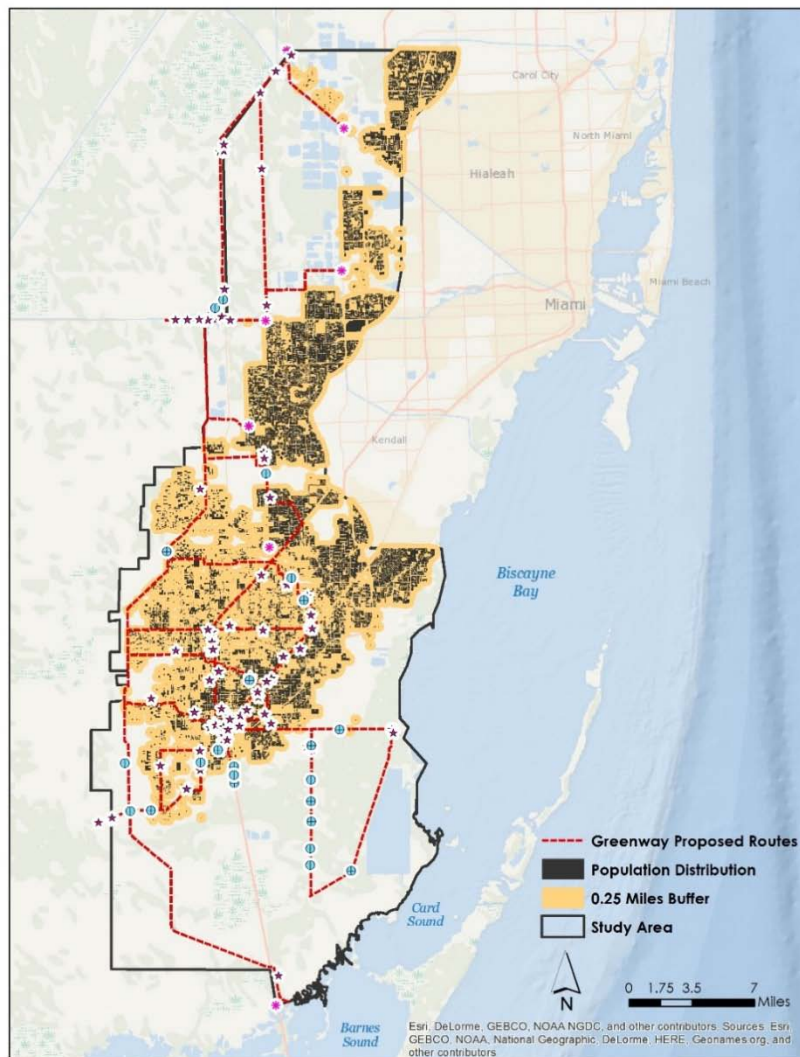 Carol City
North Miami
Hialeah
Miami Beach
Miami
Kendall
Biscayne
Bay
Greenway Proposed Routes
Population Distribution
0.25 Miles Buffer
Study Area
Card
Sound
N
0 1.75 3.5 7
Miles
Barnes
Sound
Esri, DeLorme, GEBCO, NOAA NGDC, and other contributors. Sources: Esri,
GEBCO, NOAA, National Geographic, DeLorme, HERE, Geonames.org, and
other contributors